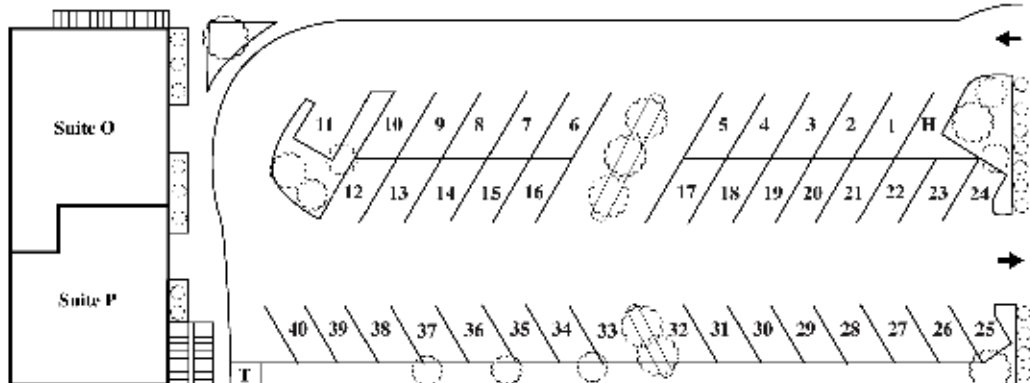 Suite O
Suite P
11 10 9 8 7 6 5 4 3 2 1 H
12 13 14 15 16 17 18 19 20 21 22 23 24
40 39 38 37 36 35 34 33 32 31 30 29 28 27 26 25
T